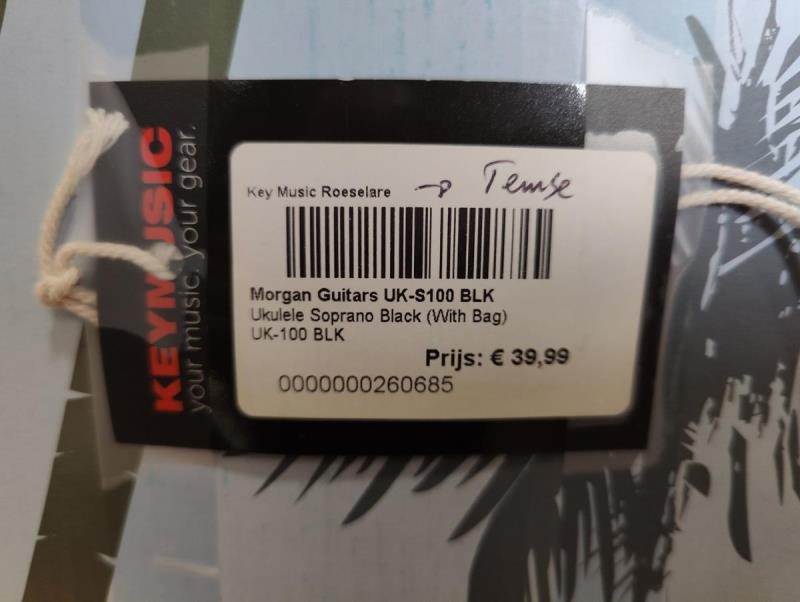 KEYMUSIC
your music. your gear.
Key Music Roeselare → Temse
Morgan Guitars UK-S100 BLK
Ukulele Soprano Black (With Bag)
UK-100 BLK
Prijs: € 39,99
0000000260685